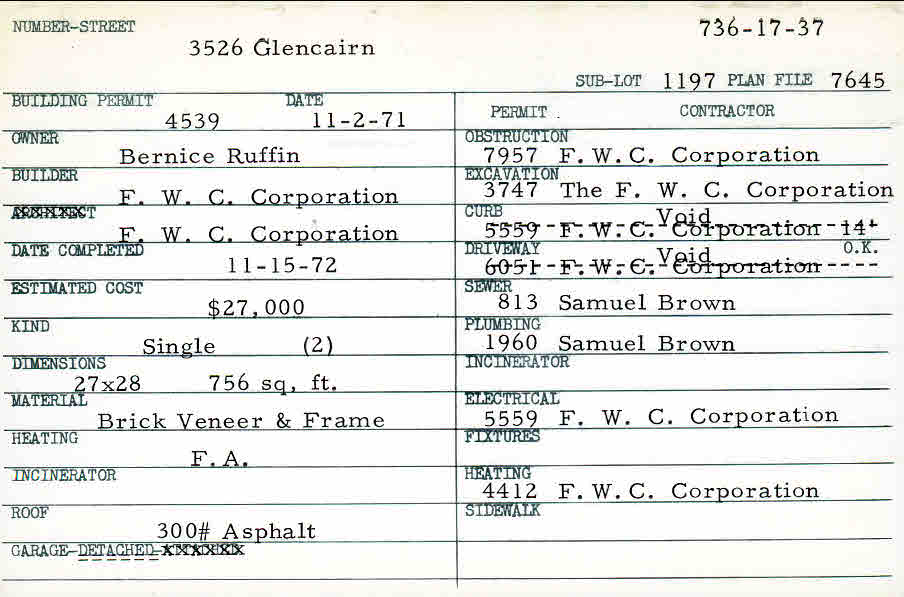 NUMBER-STREET
3526 Glencairn
736-17-37
SUB-LOT 1197 PLAN FILE 7645
BUILDING PERMIT DATE
4539 11-2-71
OWNER
Bernice Ruffin
BUILDER
F. W. C. Corporation
ARCHITECT
F. W. C. Corporation
DATE COMPLETED
11-15-72
ESTIMATED COST
$27,000
KIND
Single (2)
DIMENSIONS
27x28 756 sq, ft.
MATERIAL
Brick Veneer & Frame
HEATING
F.A.
INCINERATOR
ROOF
300# Asphalt
GARAGE-DETACHED-
PERMIT CONTRACTOR
OBSTRUCTION
7957 F. W. C. Corporation
EXCAVATION
3747 The F. W. C. Corporation
CURB Void
5559 F. W. C. Corporation 14'
DRIVEWAY Void O.K.
6051 F. W. C. Corporation
SEWER
813 Samuel Brown
PLUMBING
1960 Samuel Brown
INCINERATOR
ELECTRICAL
5559 F. W. C. Corporation
FIXTURES
HEATING
4412 F. W. C. Corporation
SIDEWALK